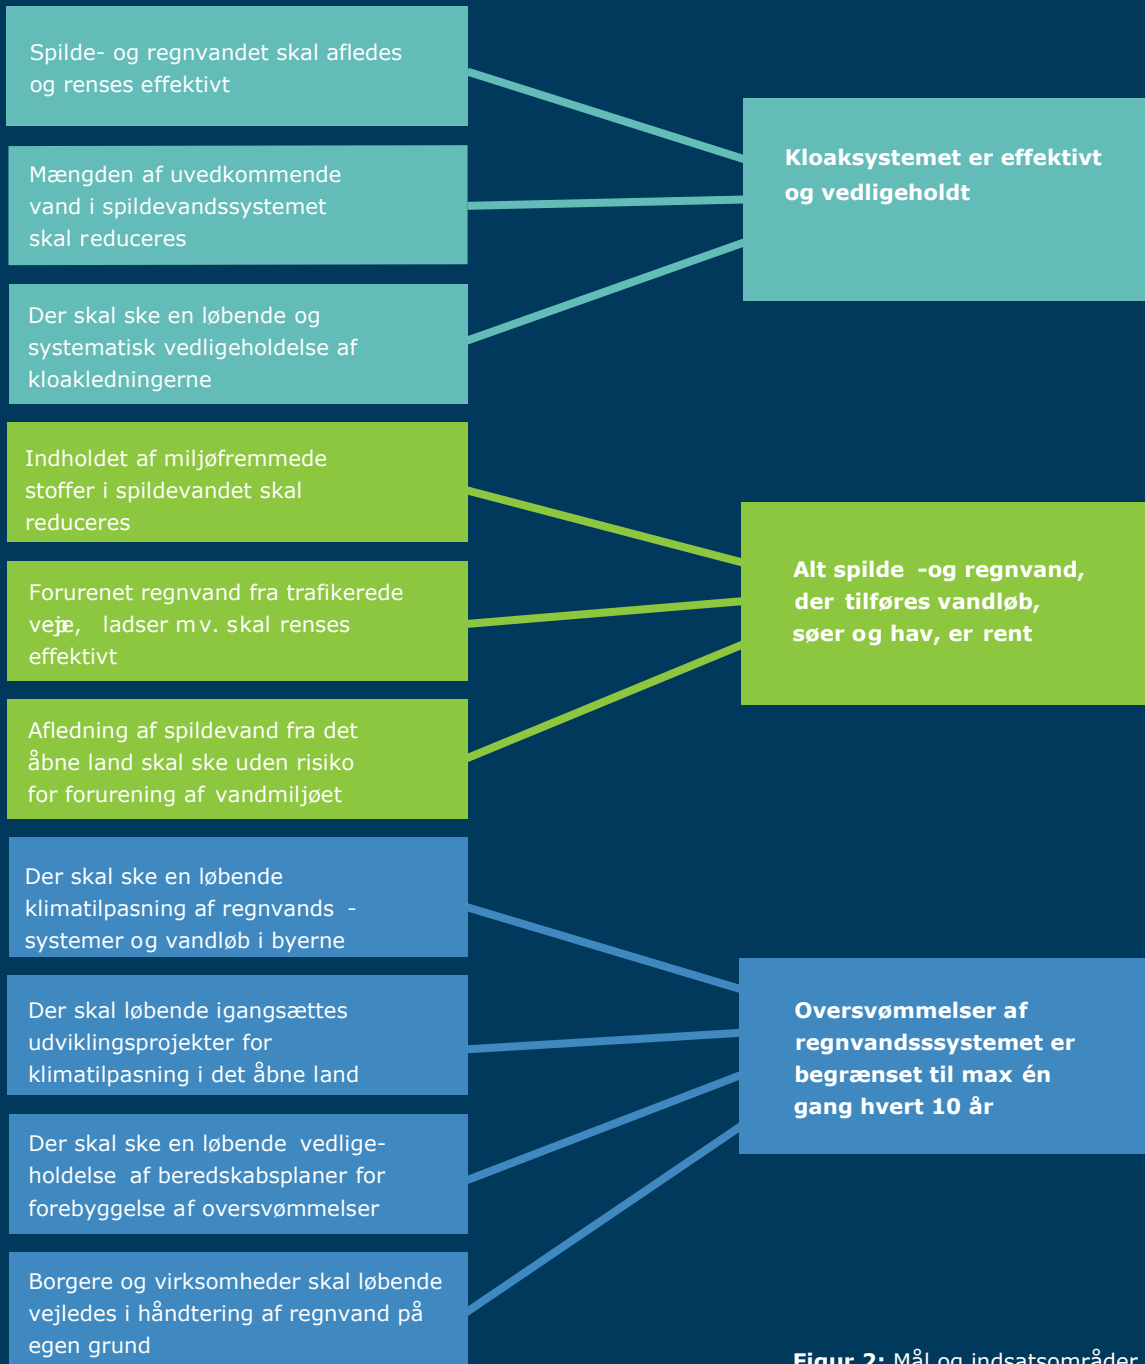 Spilde- og regnvandet skal afledes
og renses effektivt
Mængden af uvedkommende
vand i spildevandssystemet
skal reduceres
Der skal ske en løbende og
systematisk vedligeholdelse af
kloakledningerne
Kloaksystemet er effektivt
og vedligeholdt
Indholdet af miljøfremmede
stoffer i spildevandet skal
reduceres
Forurenet regnvand fra trafikerede
ladser mv. skal renses
effektivt
Afledning af spildevand fra det
åbne land skal ske uden risiko
for forurening af vandmiljøet
Alt spilde -og regnvand,
der tilføres vandløb,
søer og hav, er rent
Der skal ske en løbende
klimatilpasning af regnvands -
systemer og vandløb i byerne
Der skal løbende igangsættes
udviklingsprojekter for
klimatilpasning i det åbne land
Der skal ske en løbende vedlige-
holdelse af beredskabsplaner for
forebyggelse af oversvømmelser
Borgere og virksomheder skal løbende
vejledes i håndtering af regnvand på
egen grund
Oversvømmelser af
regnvandsssystemet er
begrænset til max én
gang hvert 10 år
Figur 2: Mål og indsatsområder